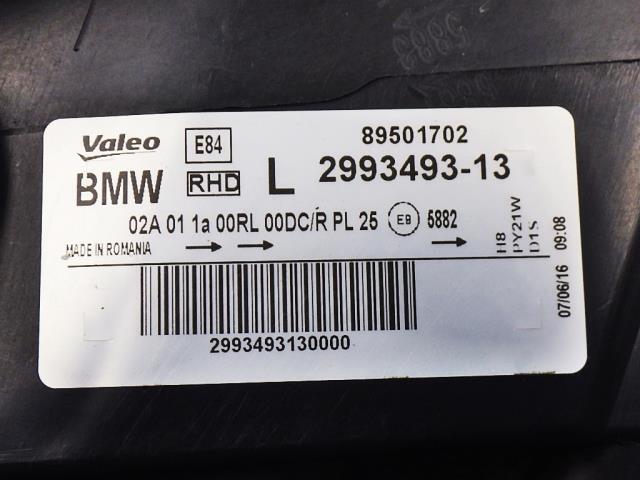 Valeo E84 89501702
BMW RHD L 2993493-13
02A 01 1a 00RL 00DC/R PL 25 E8 5882
MADE IN ROMANIA
H8
PY21W
D1S
07/06/16 09:08
2993493130000